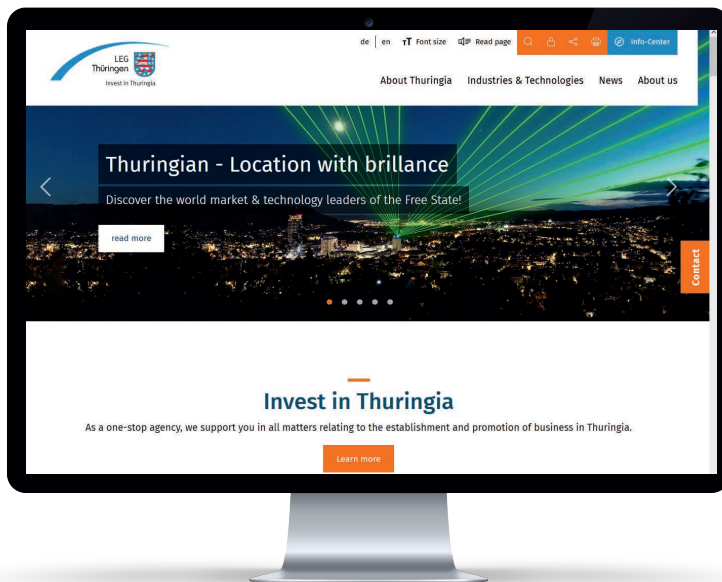 de | en TT Font size Read page Info-Center
LEG
Thüringen
Invest in Thuringia
About Thuringia Industries & Technologies News About us
Thuringian - Location with brillance
Discover the world market & technology leaders of the Free State!
read more
Contact
Invest in Thuringia
As a one-stop agency, we support you in all matters relating to the establishment and promotion of business in Thuringia.
Learn more